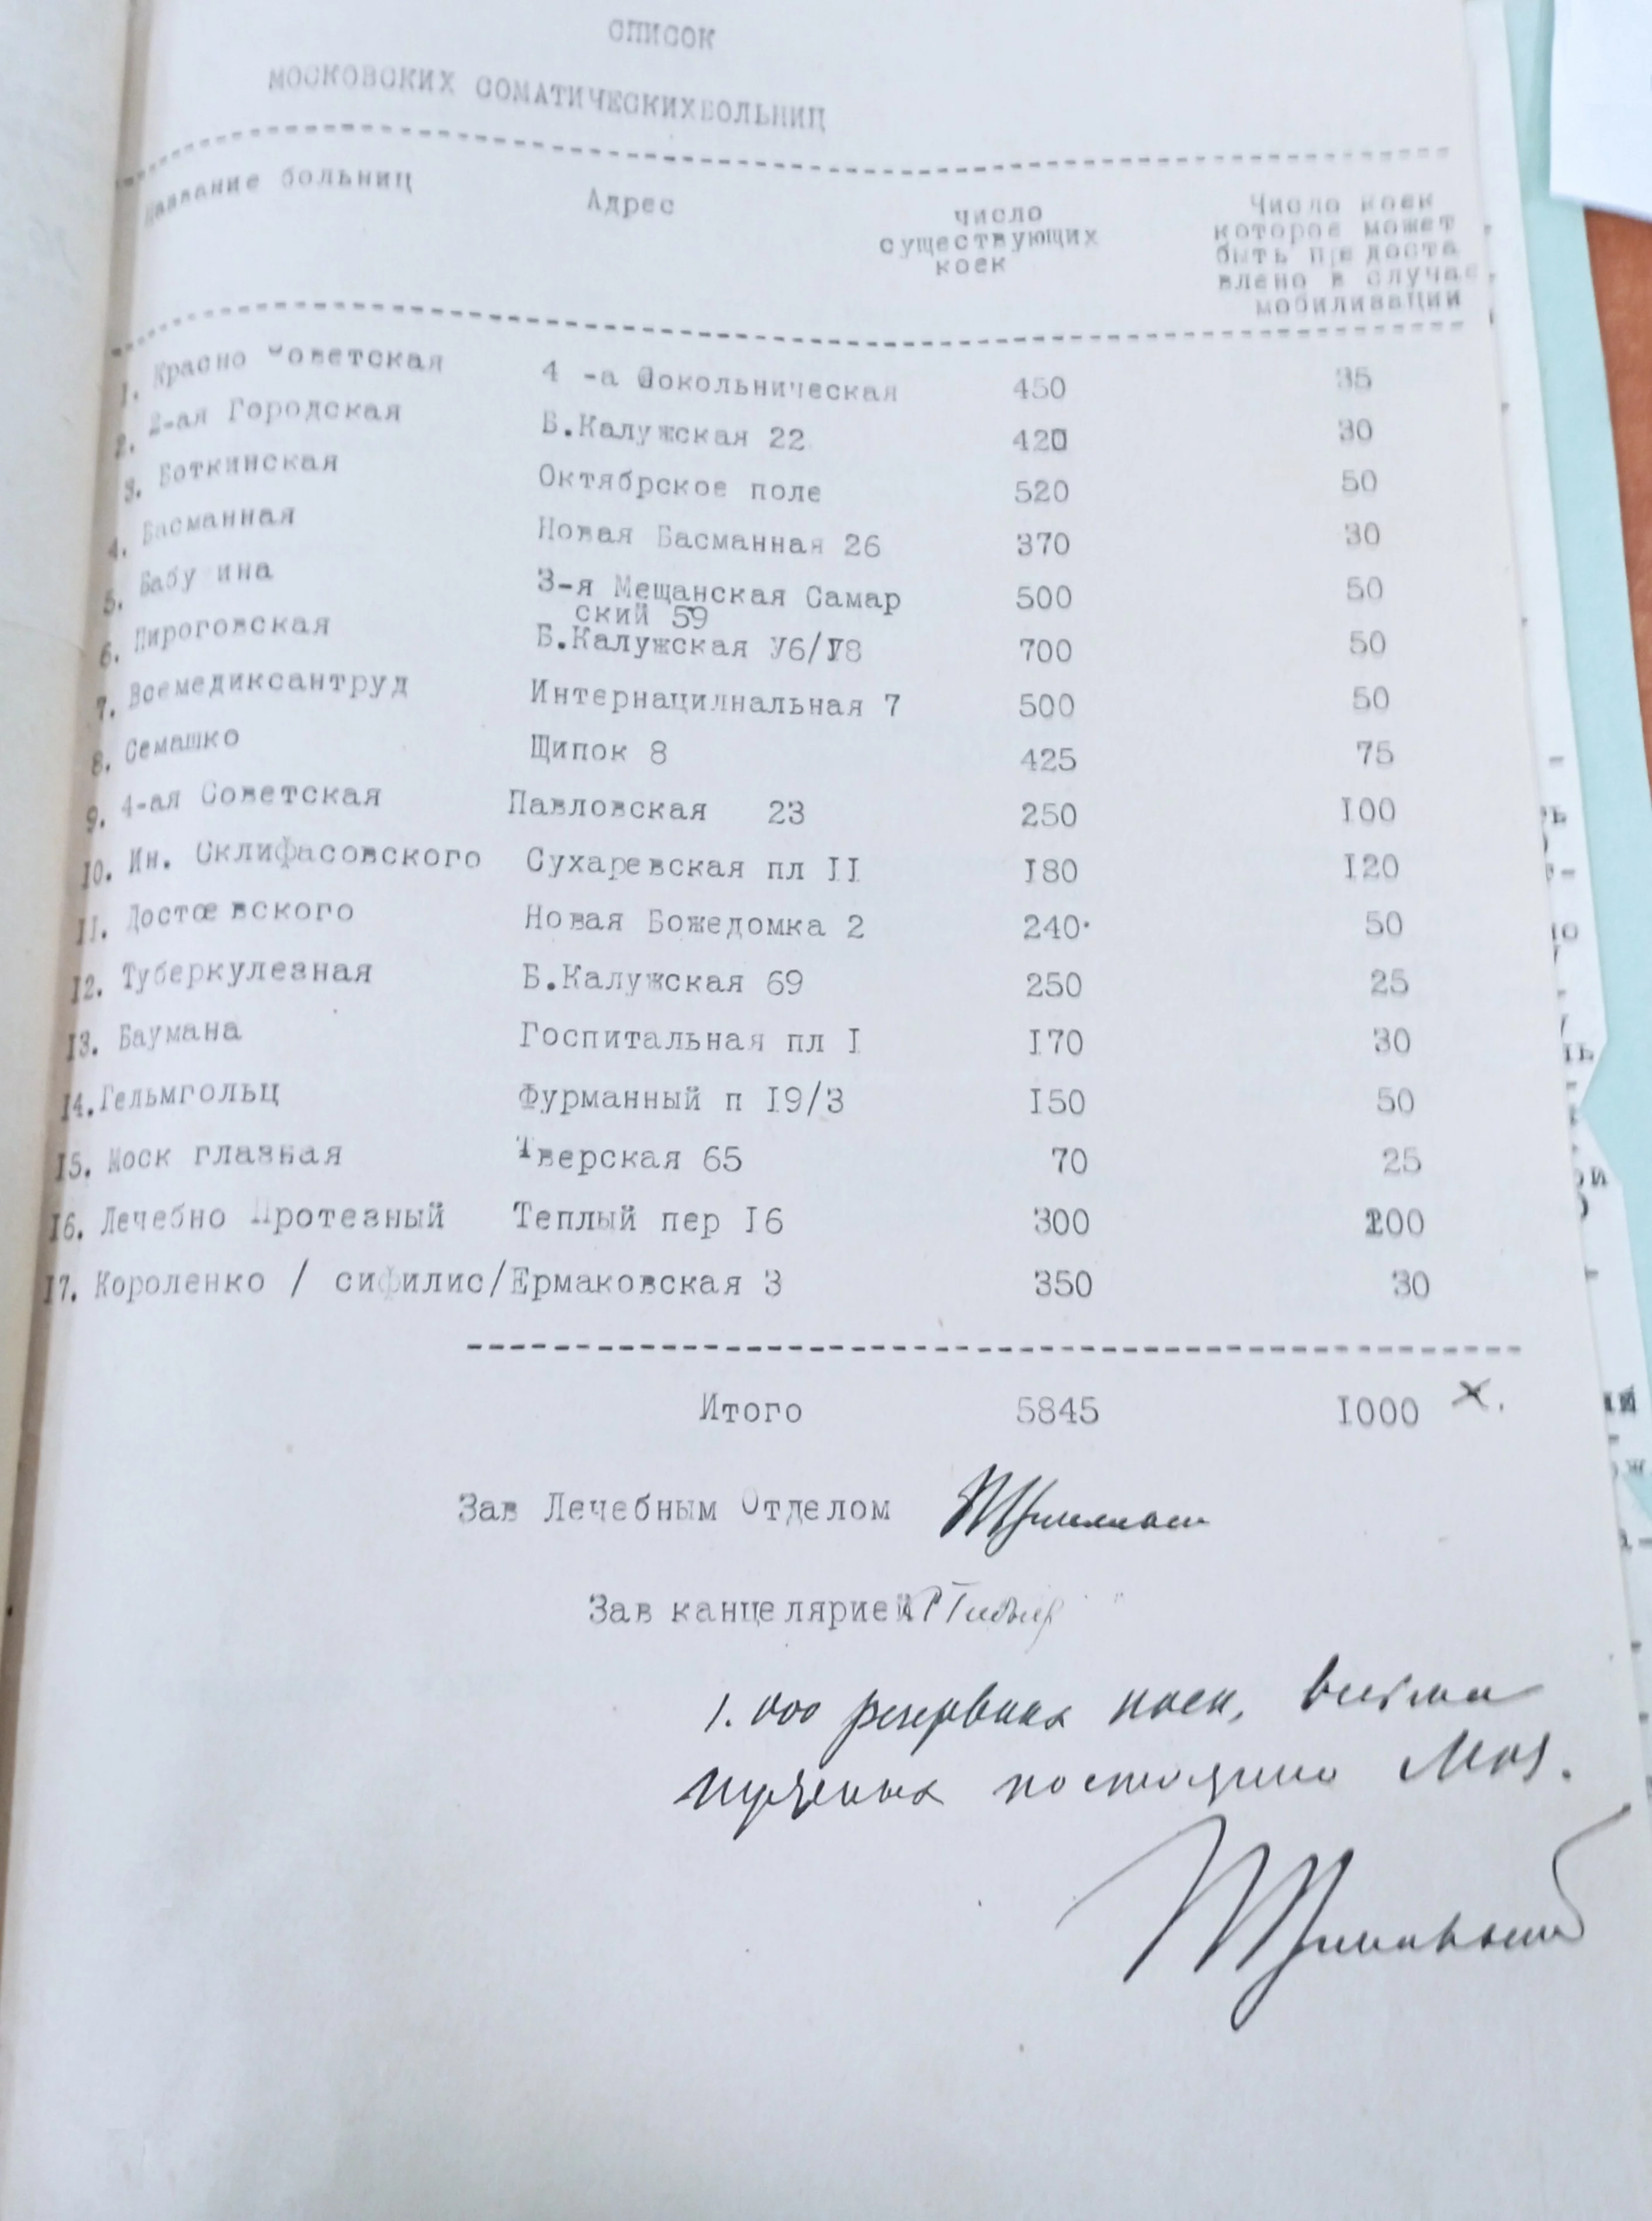 СПИСОК
МОСКОВСКИХ СОМАТИЧЕСКИХБОЛЬНИЦ
Название больниц Адрес число существующих коек Число коек которое может быть предоста влено в случае мобилизации
1. Красно Советская 4 -а Сокольническая 450 35
2. 2-ая Городская Б.Калужская 22 420 30
3. Боткинская Октябрское поле 520 50
4. Басманная Новая Басманная 26 370 30
5. Бабу ина 3-я Мещанская Самар 500 50
ский 59
6. Пироговская Б.Калужская У6/У8 700 50
7. Всемедиксантруд Интернацилнальная 7 500 50
8. Семашко Щипок 8 425 75
9. 4-ая Советская Павловская 23 250 I00
I0. Ин. Склифасовского Сухаревская пл II I80 I20
II. Достоевского Новая Божедомка 2 240 50
I2. Туберкулезная Б.Калужская 69 250 25
I3. Баумана Госпитальная пл I I70 30
I4. Гельмгольц Фурманный п I9/3 I50 50
I5. Моск глазная Тверская 65 70 25
I6. Лечебно Протезный Теплый пер I6 300 200
I7. Короленко / сифилис/ Ермаковская 3 350 30
Итого 5845 I000 х.
Зав Лечебным Отделом
Зав канцелярией
1.000 резервных коек,
постоянно